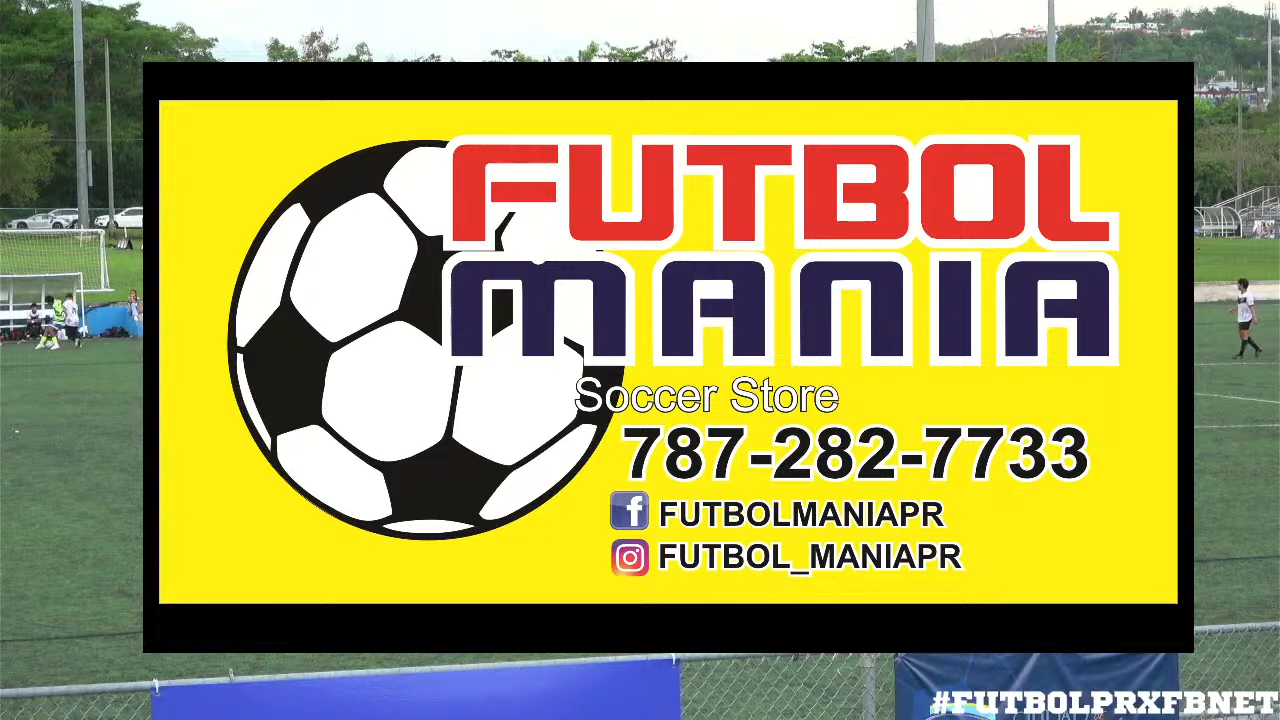 FUTBOL
MANIA
Soccer Store
787-282-7733
FUTBOLMANIAPR
FUTBOL_MANIAPR
#FUTBOLPRXFBNET